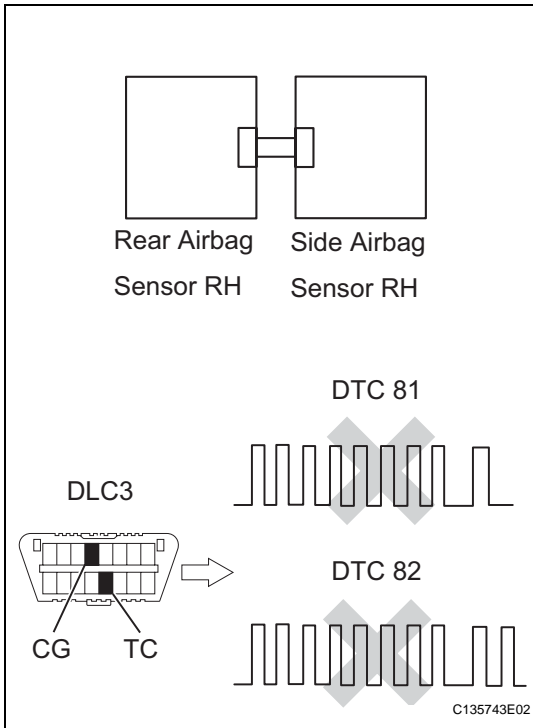 Rear Airbag
Sensor RH
Side Airbag
Sensor RH
DTC 81
DLC3
DTC 82
CG
TC
C135743E02